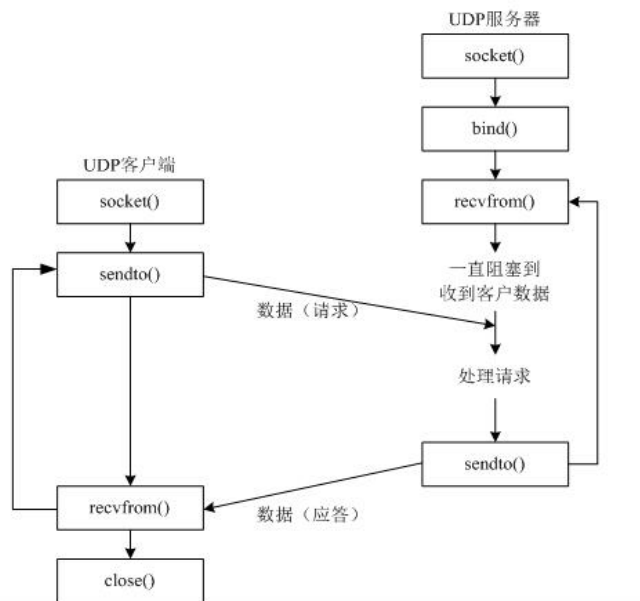 UDP服务器
socket()
bind()
recvfrom()
一直阻塞到
收到客户数据
处理请求
sendto()
UDP客户端
socket()
sendto()
数据（请求）
recvfrom()
数据（应答）
close()